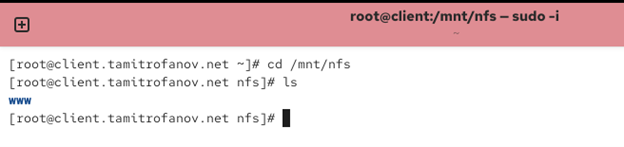 root@client:/mnt/nfs — sudo -i
~
[root@client.tamitrofanov.net ~]# cd /mnt/nfs
[root@client.tamitrofanov.net nfs]# ls
www
[root@client.tamitrofanov.net nfs]#